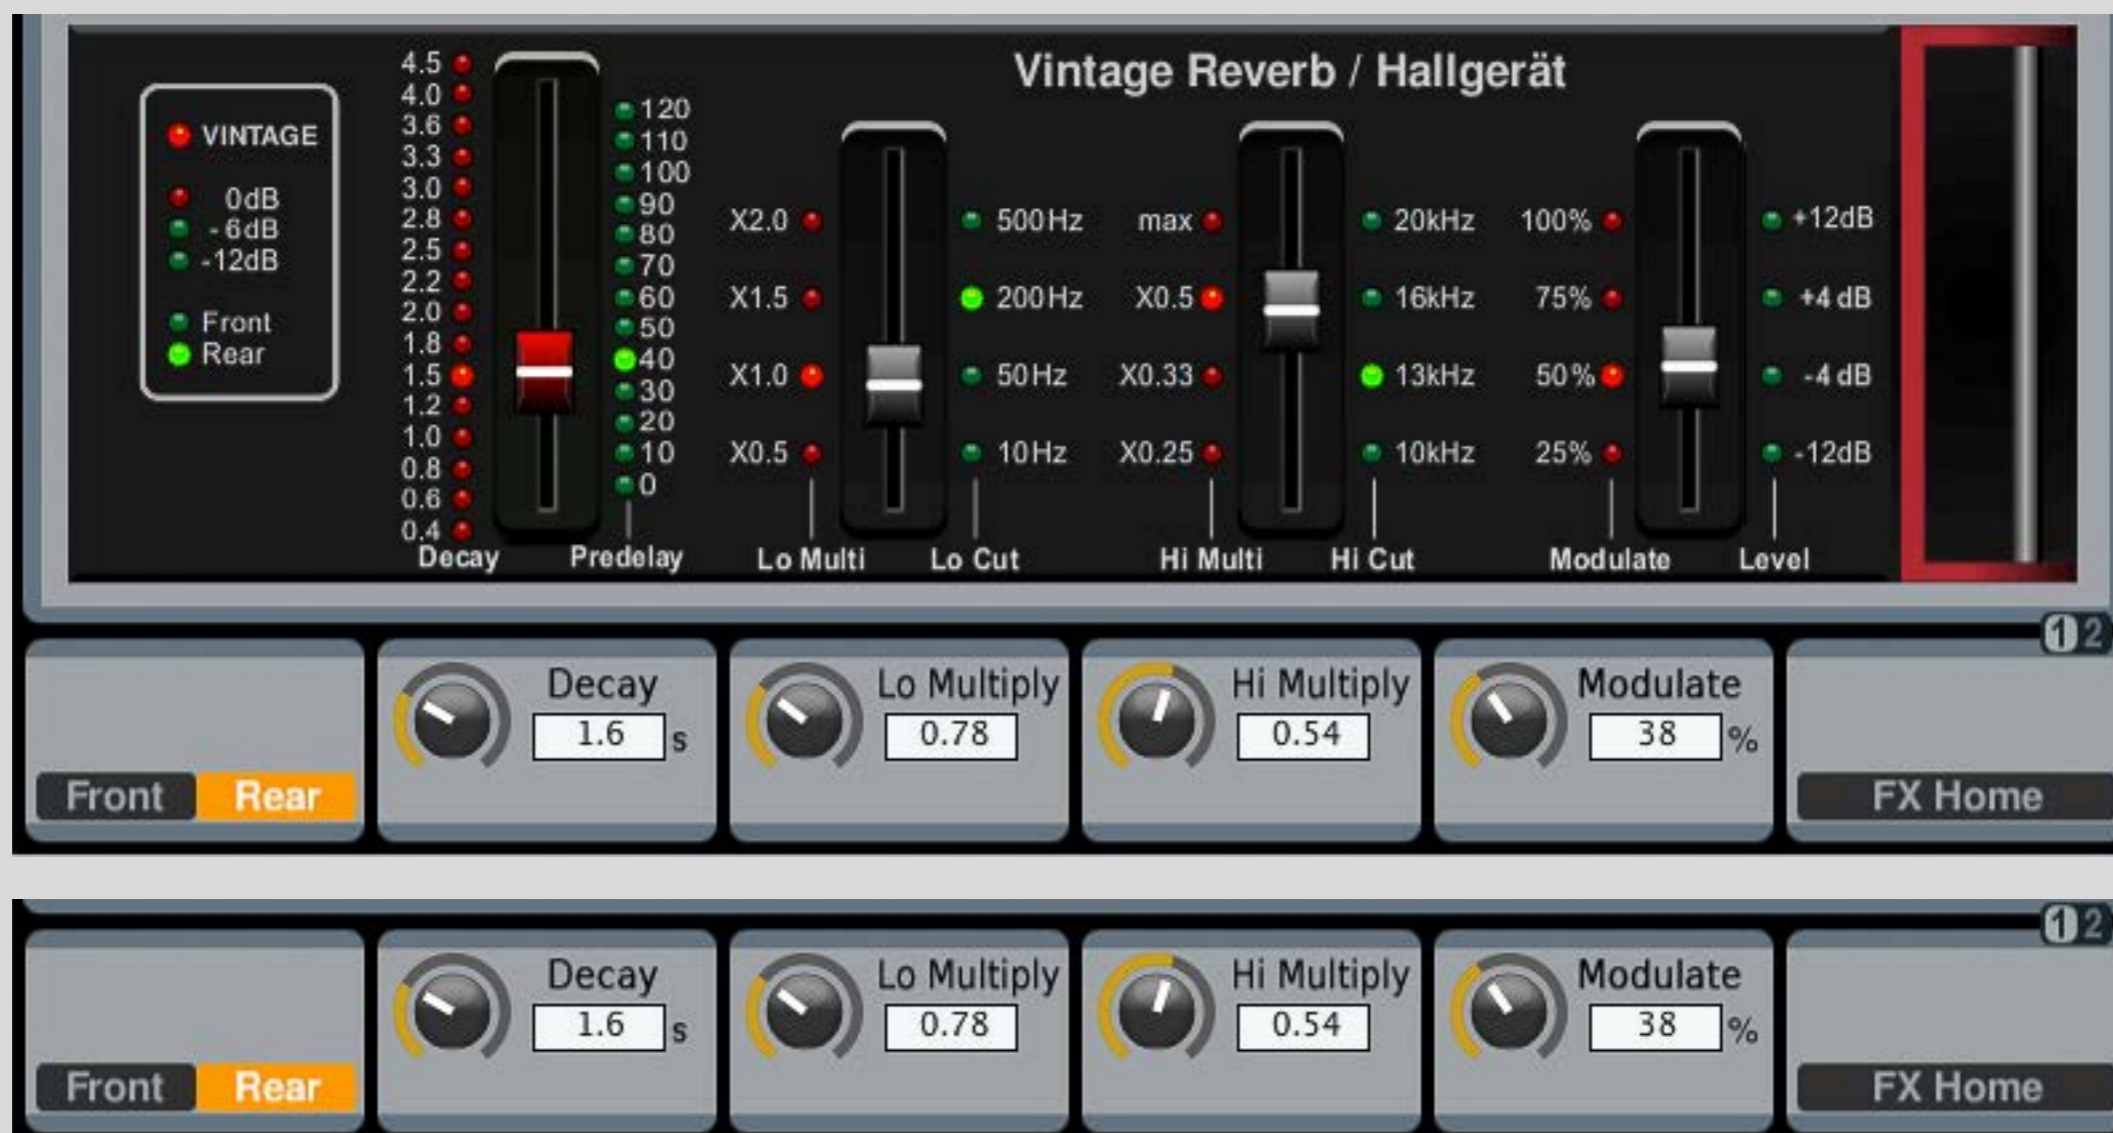 Vintage Reverb / Hallgerät
VINTAGE
0dB
-6dB
-12dB
Front
Rear
4.5
4.0
3.6
3.3
3.0
2.8
2.5
2.2
2.0
1.8
1.5
1.2
1.0
0.8
0.6
0.4
Decay
120
110
100
90
80
70
60
50
40
30
20
10
0
Predelay
X2.0
X1.5
X1.0
X0.5
Lo Multi
500Hz
200Hz
50Hz
10Hz
Lo Cut
max
X0.5
X0.33
X0.25
Hi Multi
20kHz
16kHz
13kHz
10kHz
Hi Cut
100%
75%
50%
25%
Modulate
+12dB
+4dB
-4dB
-12dB
Level
1 2
Front Rear
Decay
1.6 s
Lo Multiply
0.78
Hi Multiply
0.54
Modulate
38 %
FX Home
1 2
Front Rear
Decay
1.6 s
Lo Multiply
0.78
Hi Multiply
0.54
Modulate
38 %
FX Home